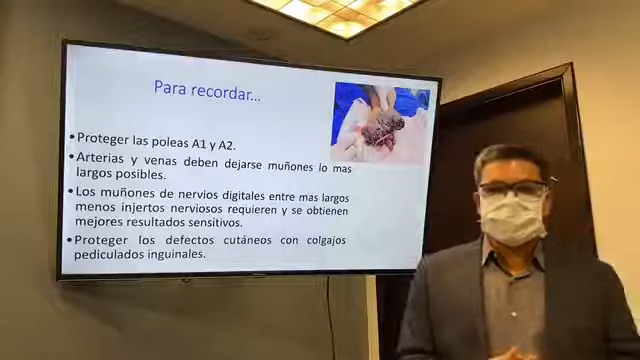 Para recordar...
•Proteger las poleas A1 y A2.
•Arterias y venas deben dejarse muñones lo mas
largos posibles.
•Los muñones de nervios digitales entre mas largos
menos injertos nerviosos requieren y se obtienen
mejores resultados sensitivos.
•Proteger los defectos cutáneos con colgajos
pediculados inguinales.